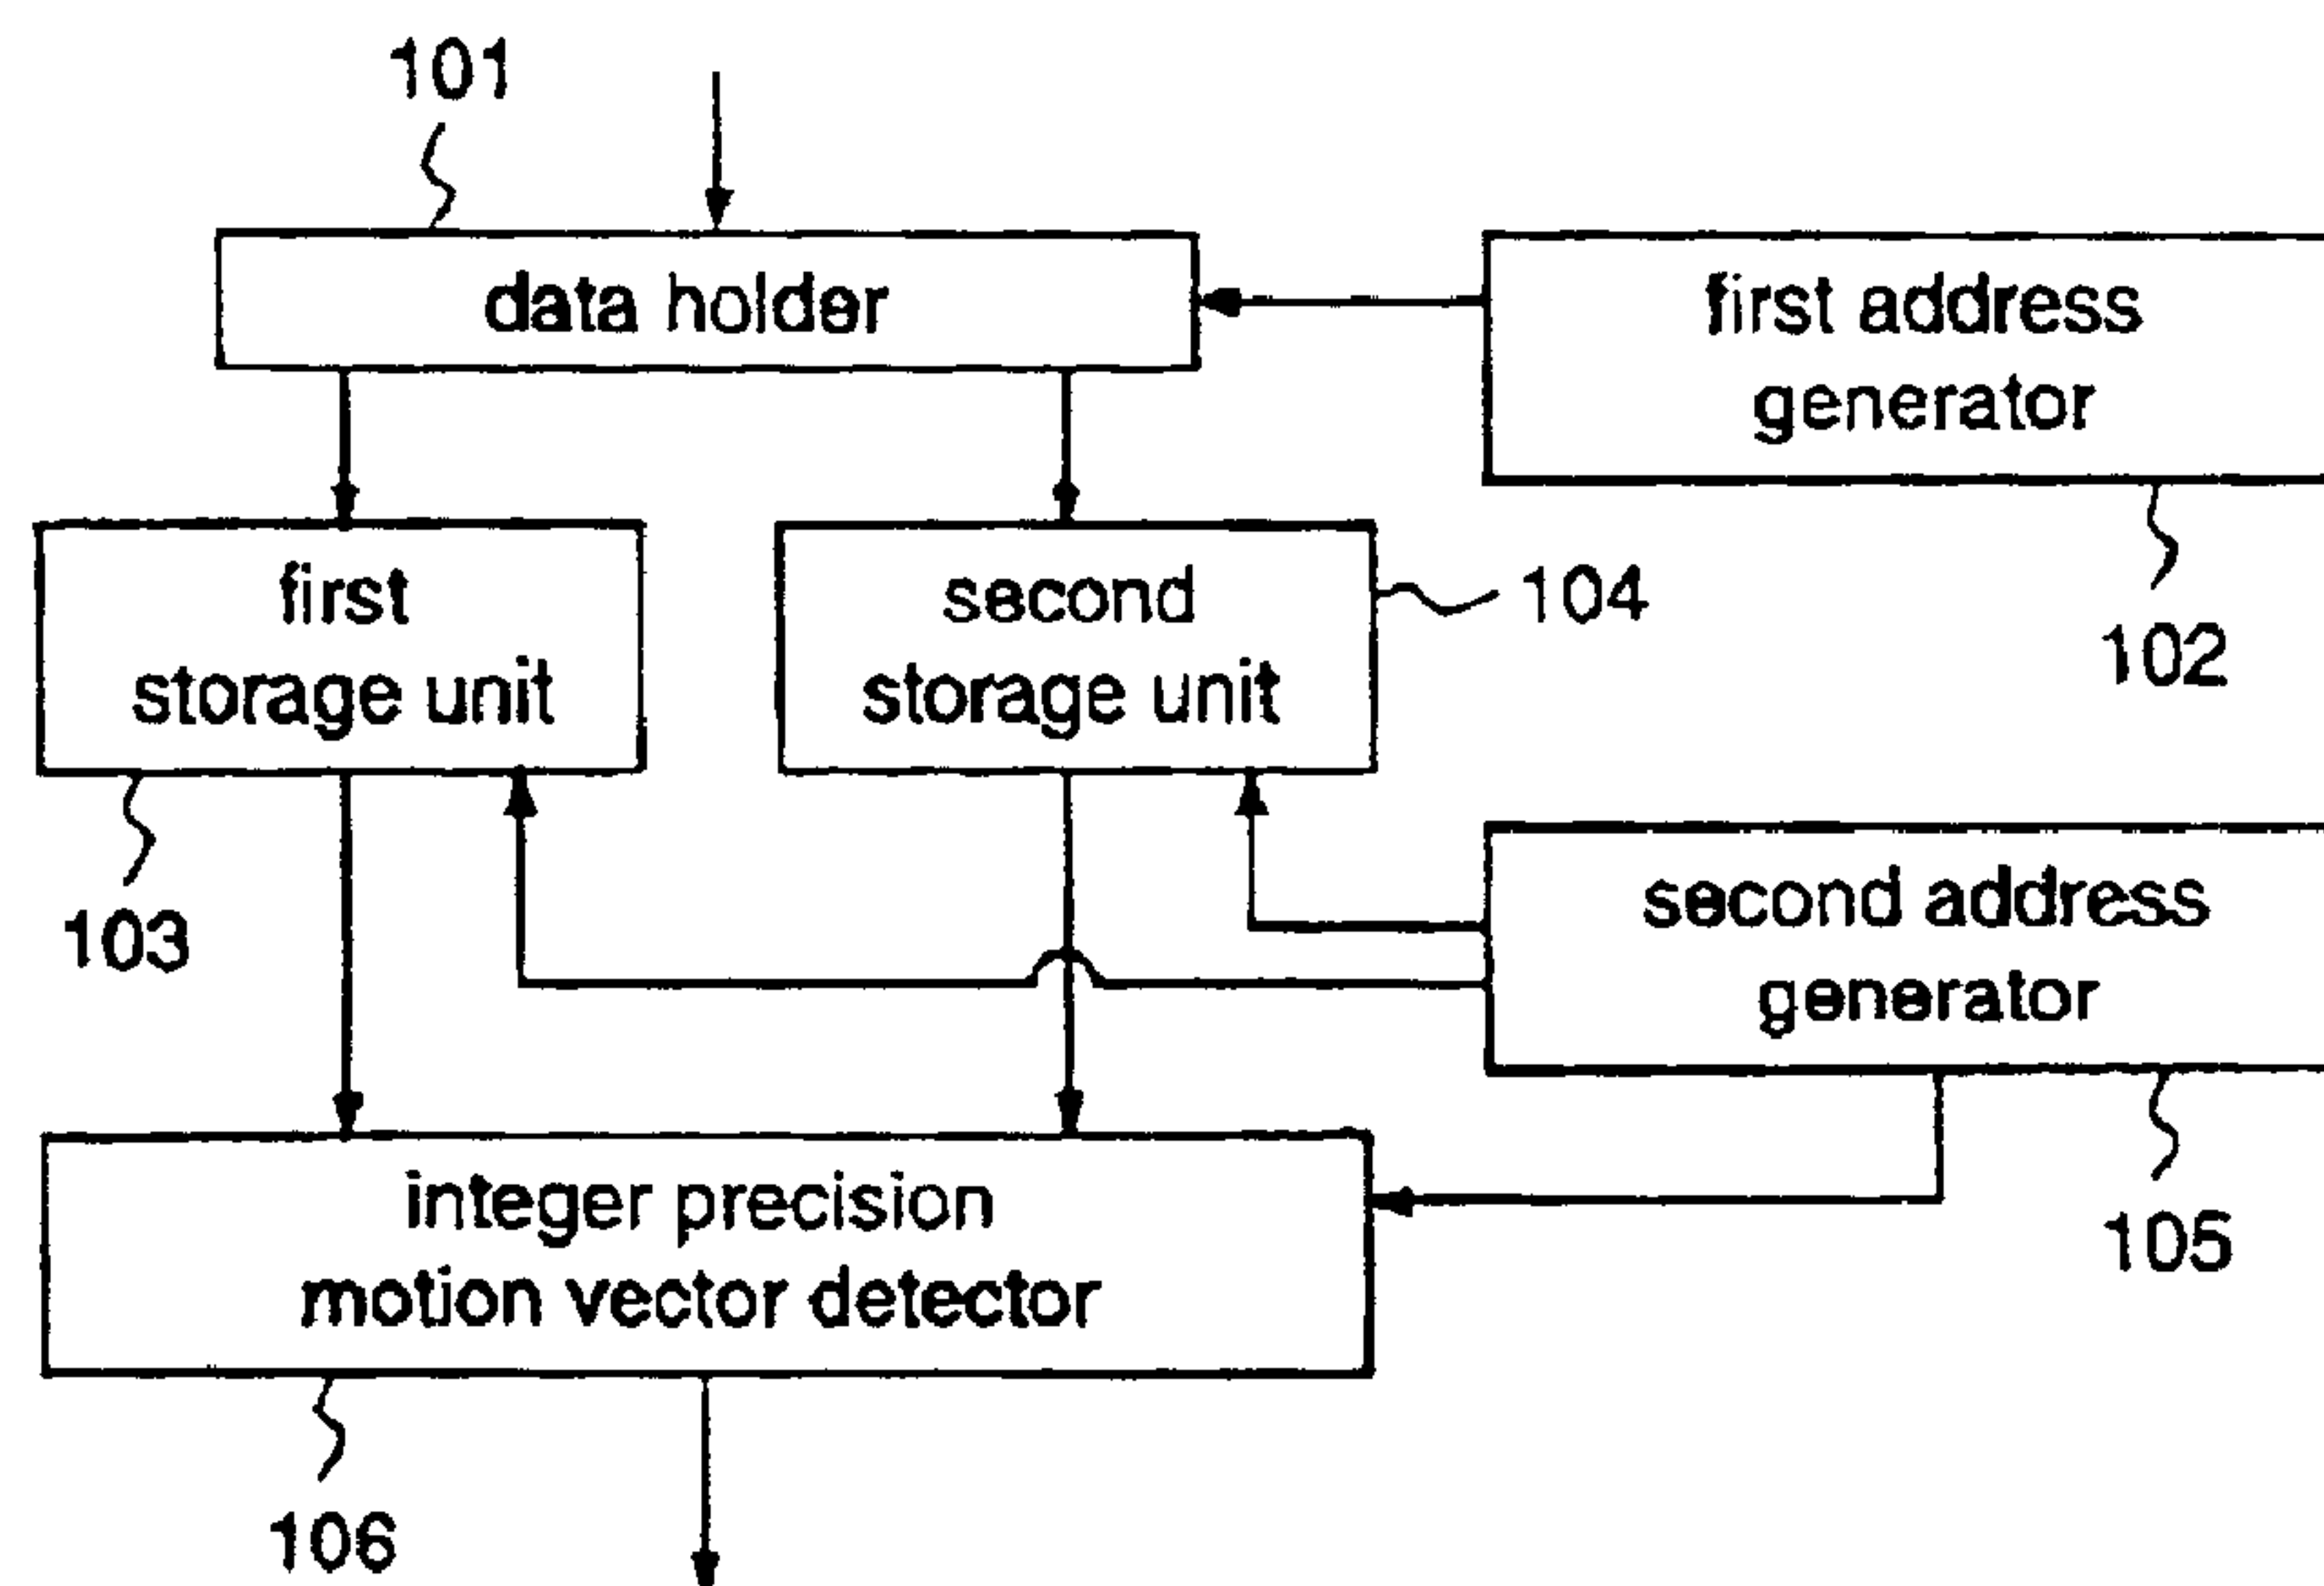 101
data holder
first address
generator
first
storage unit
second
storage unit
104
102
103
second address
generator
integer precision
motion vector detector
105
106